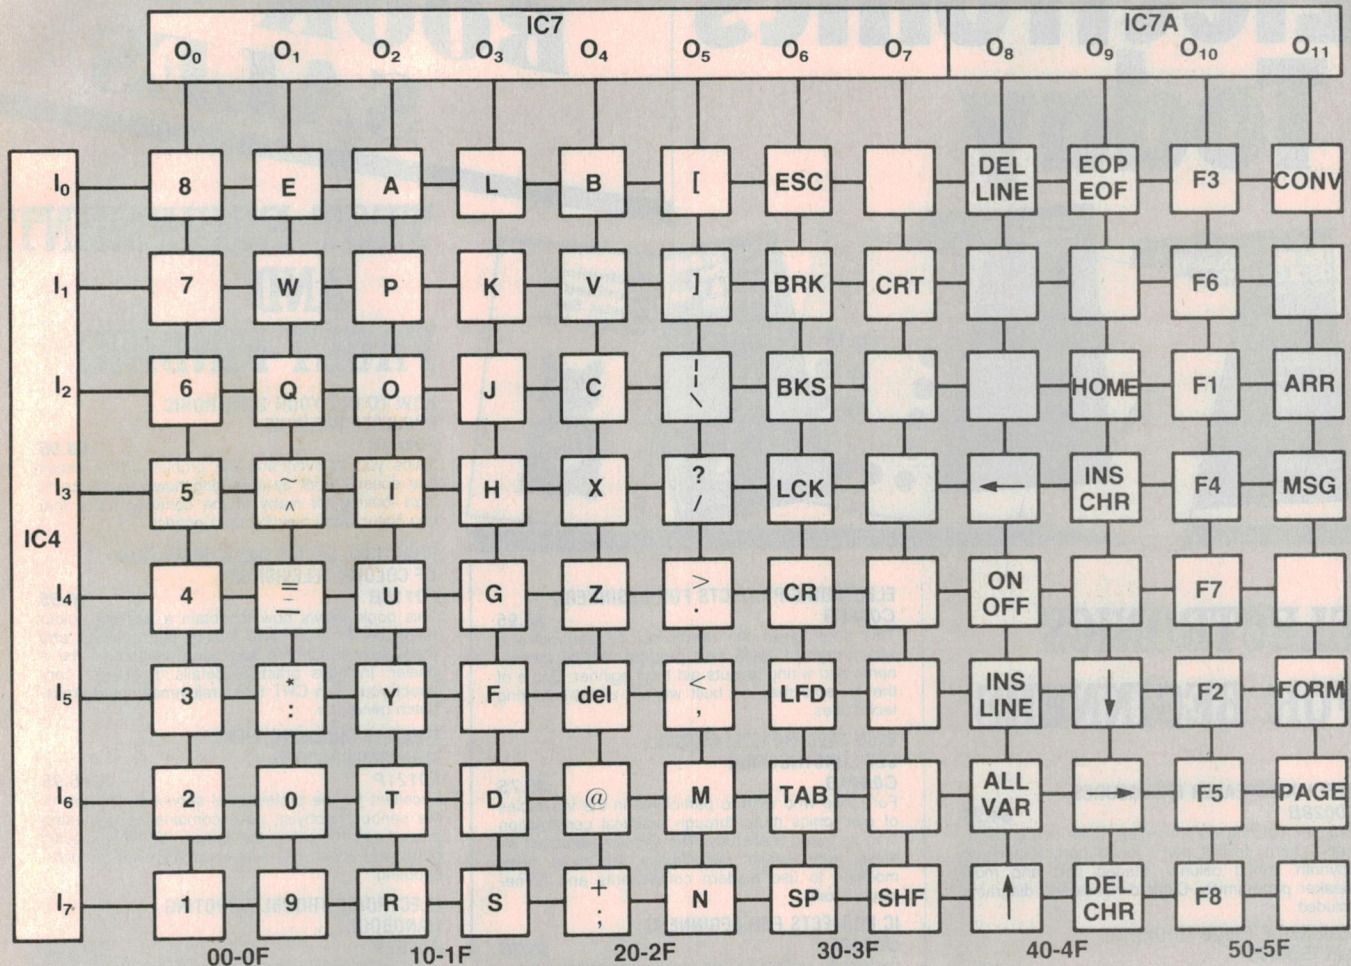 IC7 IC7A
O₀ O₁ O₂ O₃ O₄ O₅ O₆ O₇ O₈ O₉ O₁₀ O₁₁
I₀ 8 E A L B [ ESC DEL LINE EOP EOF F3 CONV
I₁ 7 W P K V ] BRK CRT F6
I₂ 6 Q O J C ¦ \ BKS HOME F1 ARR
I₃ 5 ~ ^ I H X ? / LCK ◄ INS CHR F4 MSG
IC4
I₄ 4 = — U G Z > . CR ON OFF F7
I₅ 3 * : Y F del < , LFD INS LINE ↓ F2 FORM
I₆ 2 0 T D @ M TAB ALL VAR → F5 PAGE
I₇ 1 9 R S + ; N SP SHF ↑ DEL CHR F8
00-0F 10-1F 20-2F 30-3F 40-4F 50-5F